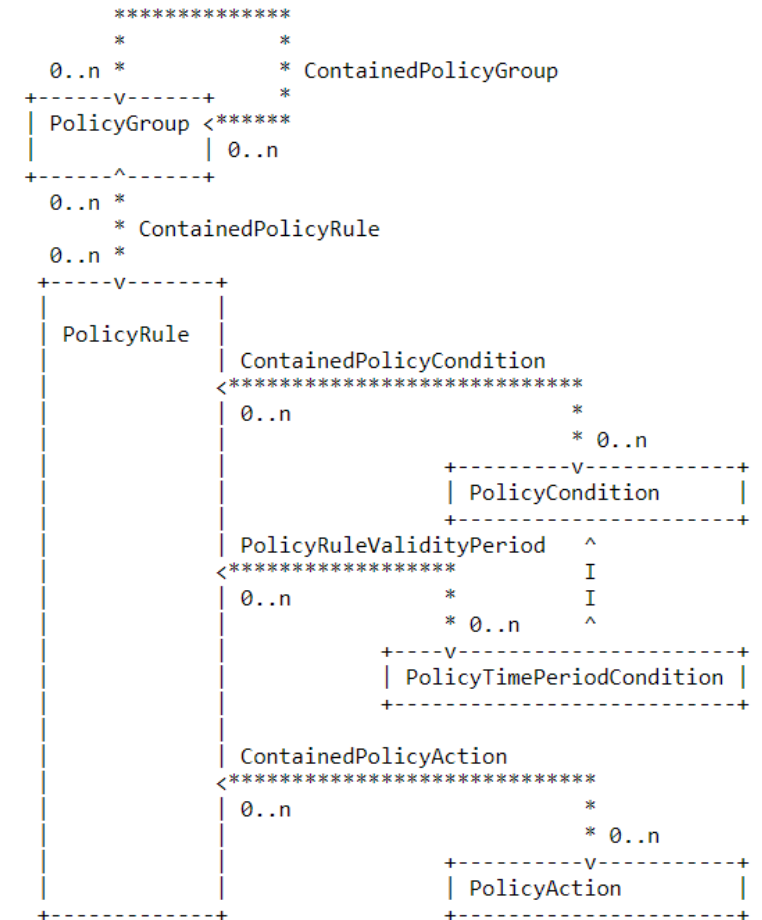 **************
*            *
0..n *            * ContainedPolicyGroup
+------v------+     *
| PolicyGroup <******
|             | 0..n
+------^------+
0..n *
* ContainedPolicyRule
0..n *
+-----v-------+
|             |
| PolicyRule  |
|             | ContainedPolicyCondition
|             <****************************
|             | 0..n                      *
|             |                           * 0..n
|             |                 +---------v------------+
|             |                 | PolicyCondition      |
|             |                 +----------------------+
|             | PolicyRuleValidityPeriod   ^
|             <******************          I
|             | 0..n            *          I
|             |                 * 0..n     ^
|             |            +----v----------------------+
|             |            | PolicyTimePeriodCondition |
|             |            +---------------------------+
|             |
|             | ContainedPolicyAction
|             <*****************************
|             | 0..n                       *
|             |                            * 0..n
|             |                 +----------v-----------+
|             |                 | PolicyAction         |
+-------------+                 +----------------------+